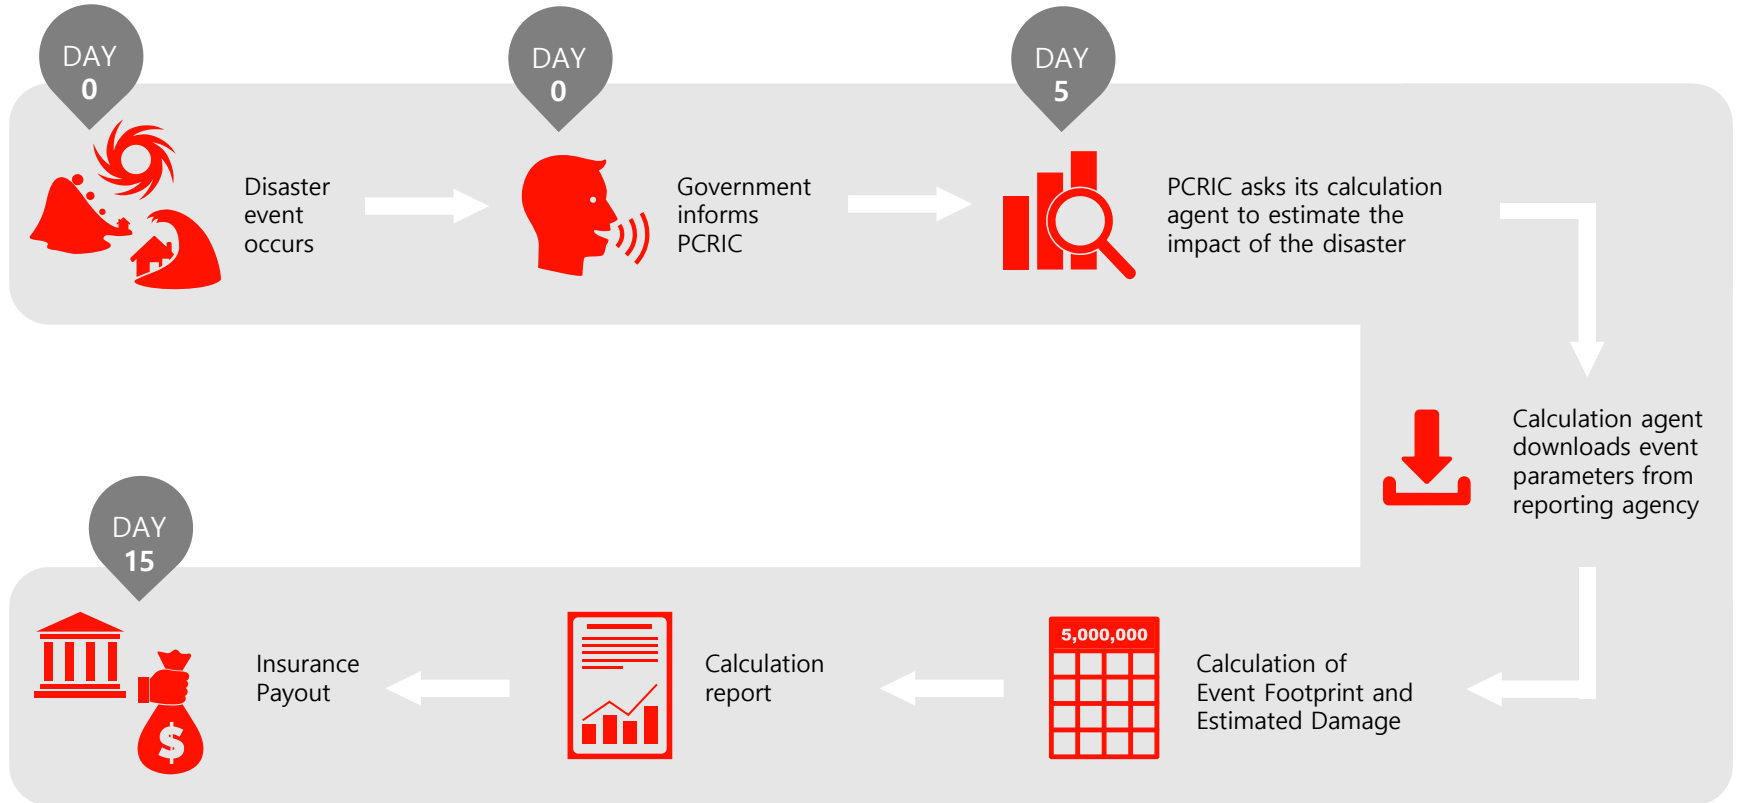 DAY
0
Disaster
event
occurs
DAY
0
Government
informs
PCRIC
DAY
5
PCRIC asks its calculation
agent to estimate the
impact of the disaster
Calculation agent
downloads event
parameters from
reporting agency
5,000,000
Calculation of
Event Footprint and
Estimated Damage
Calculation
report
DAY
15
Insurance
Payout
$